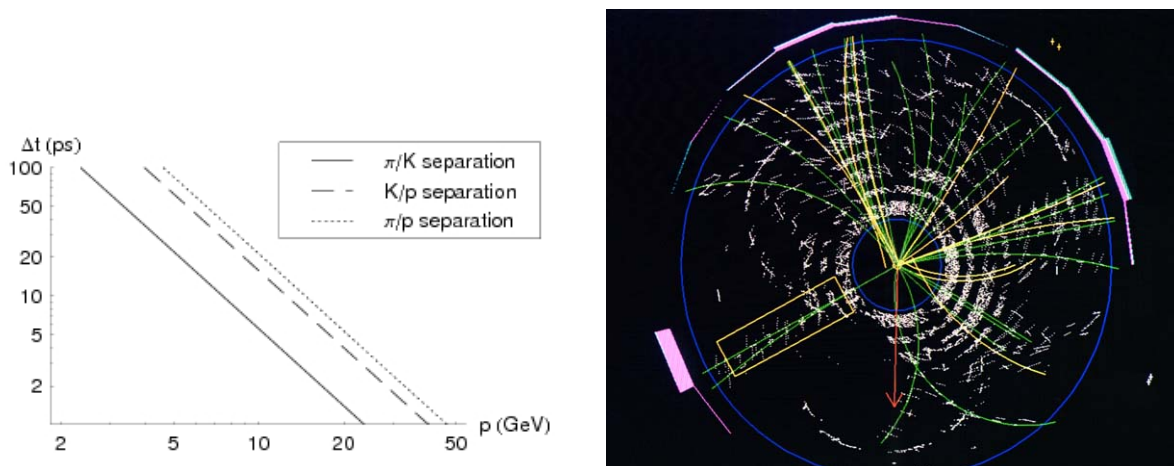 Δt (ps)
100
50
20
10
5
2
2 5 10 20 50 p (GeV)
π/K separation
K/p separation
π/p separation